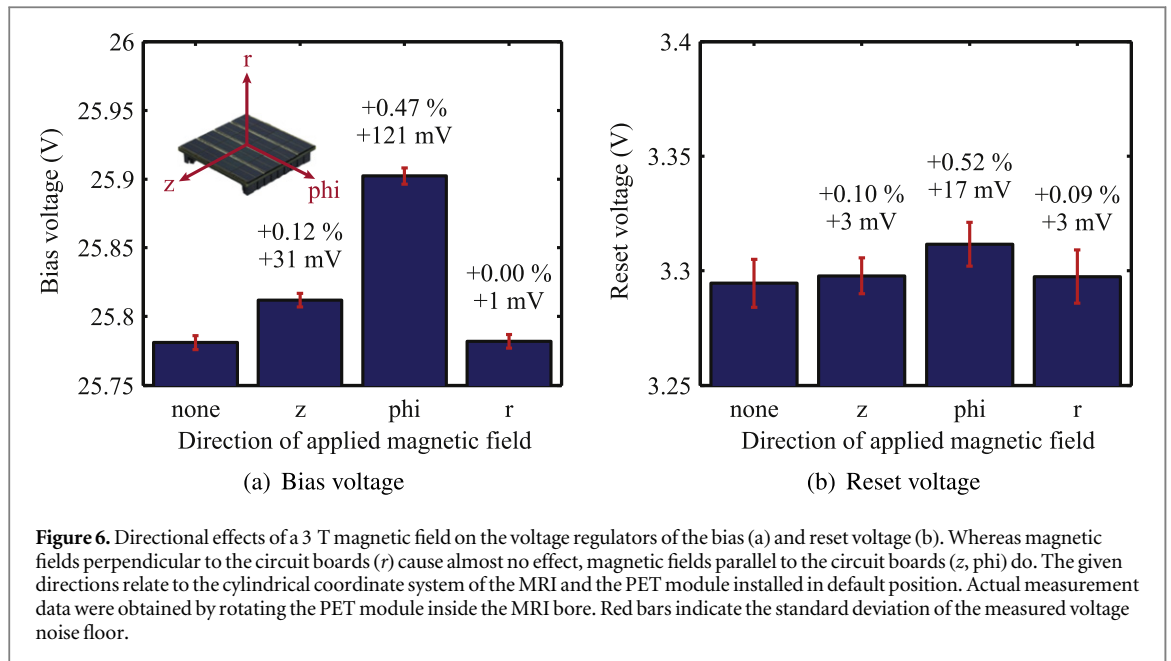 26
25.95
25.9
25.85
25.8
25.75
Bias voltage (V)
r
z
phi
+0.12 %
+31 mV
+0.47 %
+121 mV
+0.00 %
+1 mV
none z phi r
Direction of applied magnetic field
(a) Bias voltage
3.4
3.35
3.3
3.25
Reset voltage (V)
+0.10 %
+3 mV
+0.52 %
+17 mV
+0.09 %
+3 mV
none z phi r
Direction of applied magnetic field
(b) Reset voltage
Figure 6. Directional effects of a 3 T magnetic field on the voltage regulators of the bias (a) and reset voltage (b). Whereas magnetic
fields perpendicular to the circuit boards (r) cause almost no effect, magnetic fields parallel to the circuit boards (z, phi) do. The given
directions relate to the cylindrical coordinate system of the MRI and the PET module installed in default position. Actual measurement
data were obtained by rotating the PET module inside the MRI bore. Red bars indicate the standard deviation of the measured voltage
noise floor.